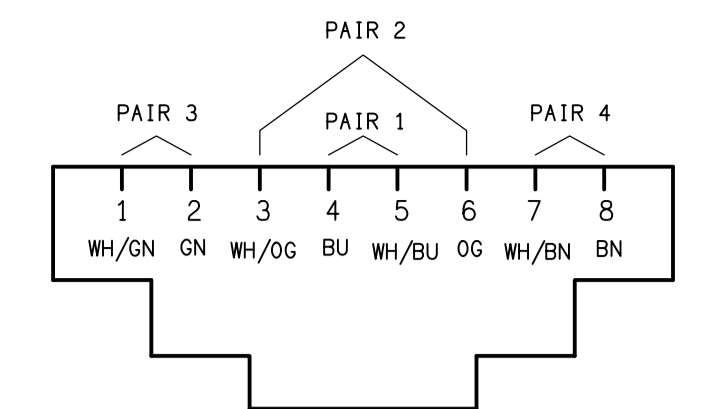 PAIR 2
PAIR 3
PAIR 1
PAIR 4
1 2 3 4 5 6 7 8
WH/GN GN WH/OG BU WH/BU OG WH/BN BN